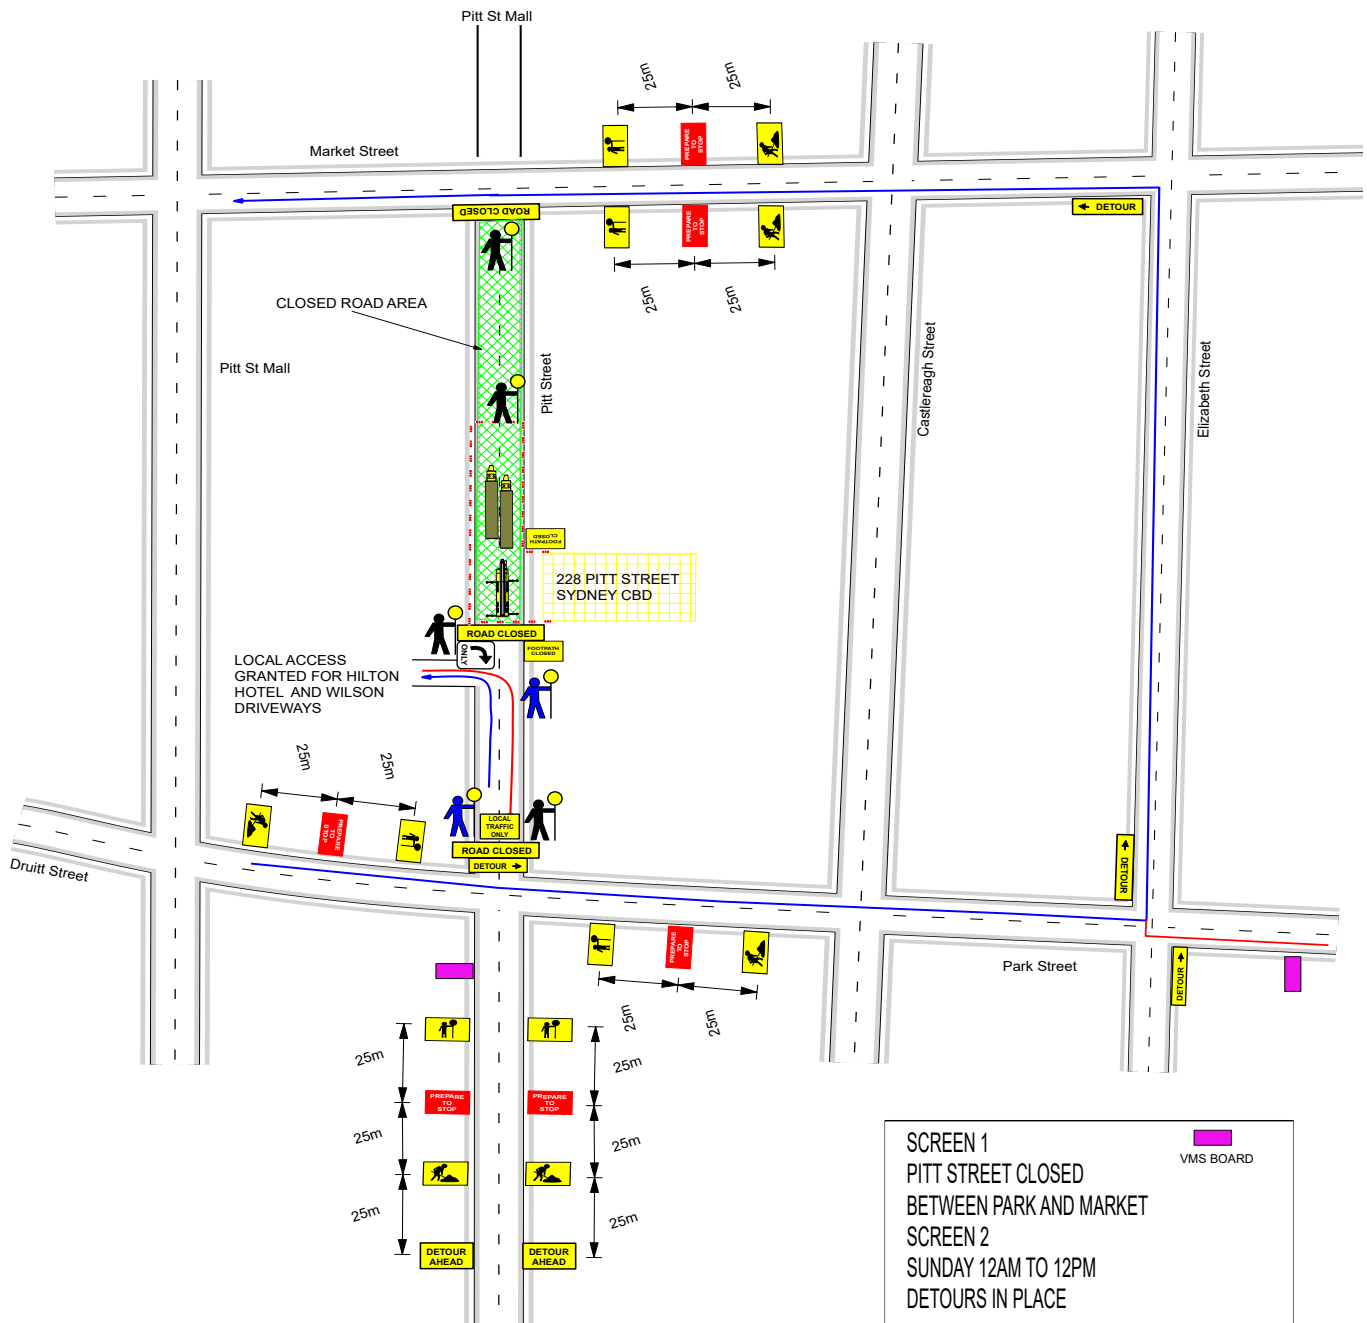 Pitt St Mall
25m
25m
Market Street
PREPARE
TO
STOP
ROAD CLOSED
PREPARE
TO
STOP
DETOUR
25m
25m
CLOSED ROAD AREA
Pitt St Mall
Pitt Street
Castlereagh Street
Elizabeth Street
FOOTPATH
CLOSED
228 PITT STREET
SYDNEY CBD
ROAD CLOSED
ONLY
FOOTPATH
CLOSED
LOCAL ACCESS
GRANTED FOR HILTON
HOTEL AND WILSON
DRIVEWAYS
25m
25m
PREPARE
TO
STOP
LOCAL
TRAFFIC
ONLY
ROAD CLOSED
DETOUR
DETOUR
Druitt Street
PREPARE
TO
STOP
Park Street
DETOUR
25m
25m
25m
25m
PREPARE
TO
STOP
PREPARE
TO
STOP
25m
25m
25m
25m
DETOUR
AHEAD
DETOUR
AHEAD
SCREEN 1
PITT STREET CLOSED
BETWEEN PARK AND MARKET
SCREEN 2
SUNDAY 12AM TO 12PM
DETOURS IN PLACE
VMS BOARD